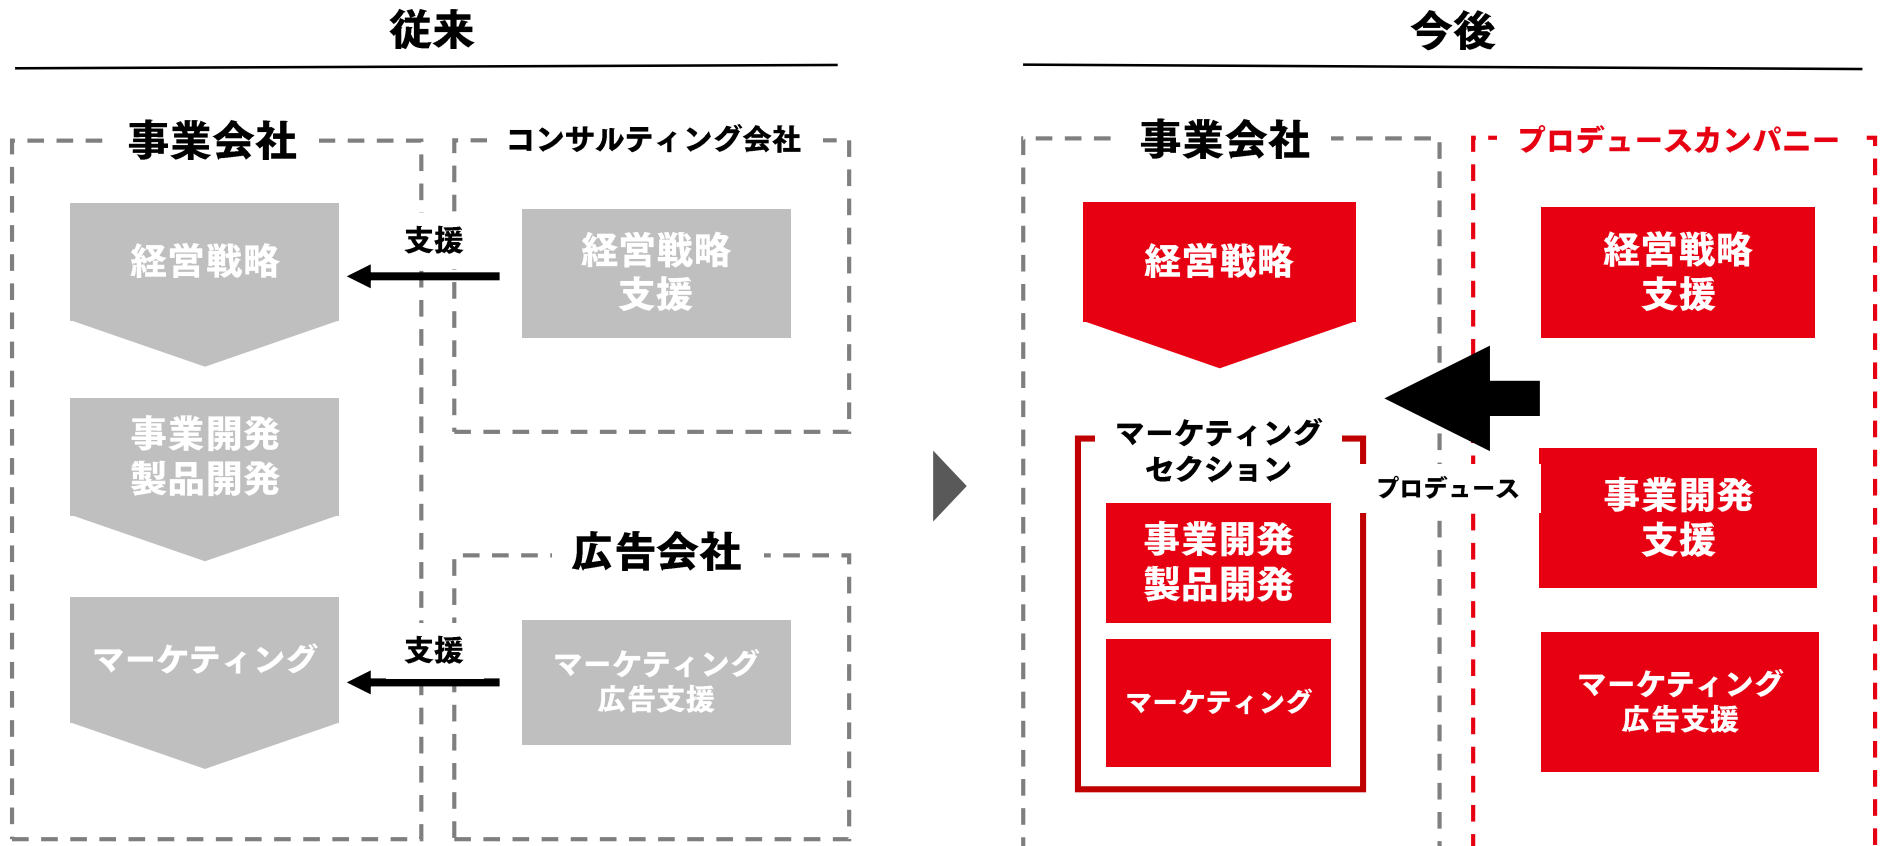 従来
事業会社
経営戦略
事業開発
製品開発
マーケティング
支援
支援
コンサルティング会社
経営戦略
支援
広告会社
マーケティング
広告支援
今後
事業会社
経営戦略
マーケティング
セクション
事業開発
製品開発
マーケティング
プロデュース
プロデュースカンパニー
経営戦略
支援
事業開発
支援
マーケティング
広告支援